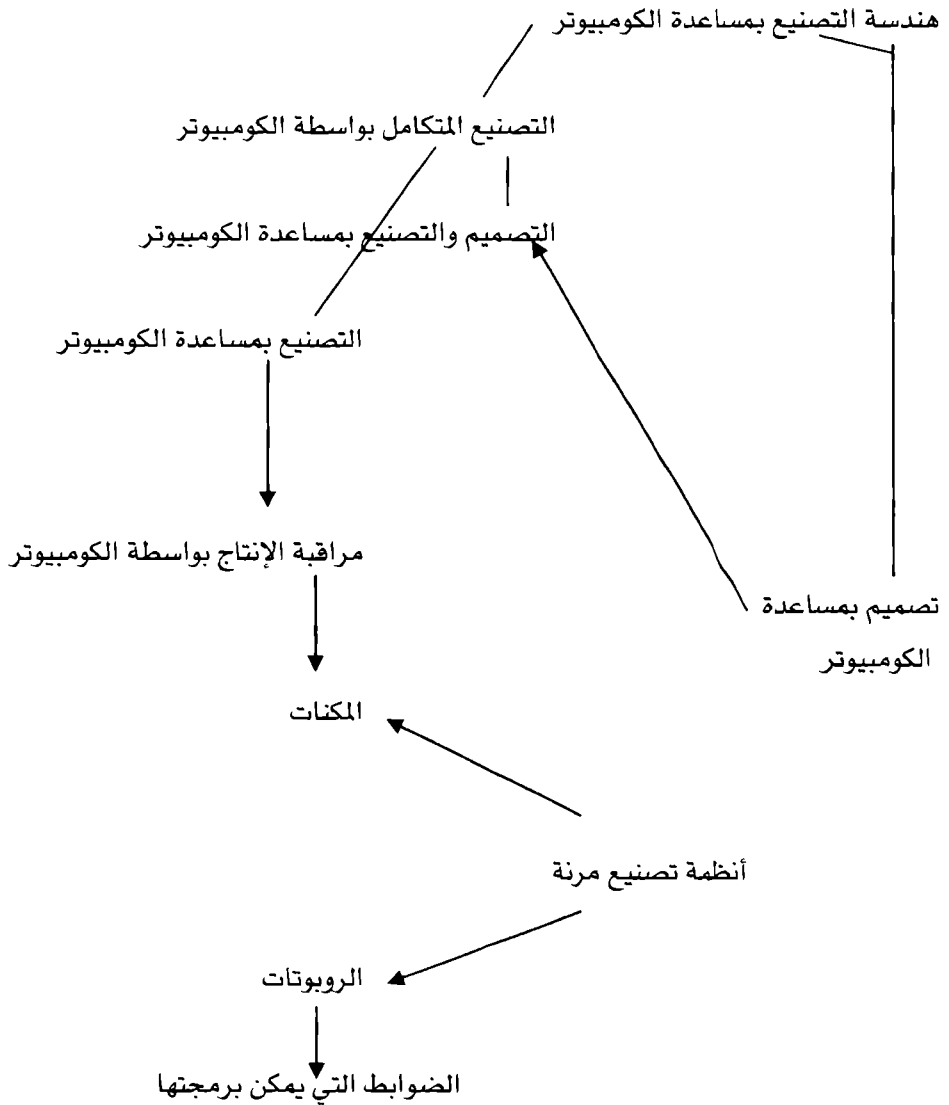 هندسة التصنيع بمساعدة الكومبيوتر
التصنيع المتكامل بواسطة الكومبيوتر
التصميم والتصنيع بمساعدة الكومبيوتر
التصنيع بمساعدة الكومبيوتر
مراقبة الإنتاج بواسطة الكومبيوتر
تصميم بمساعدة
الكومبيوتر
المكنات
أنظمة تصنيع مرنة
الروبوتات
الضوابط التي يمكن برمجتها